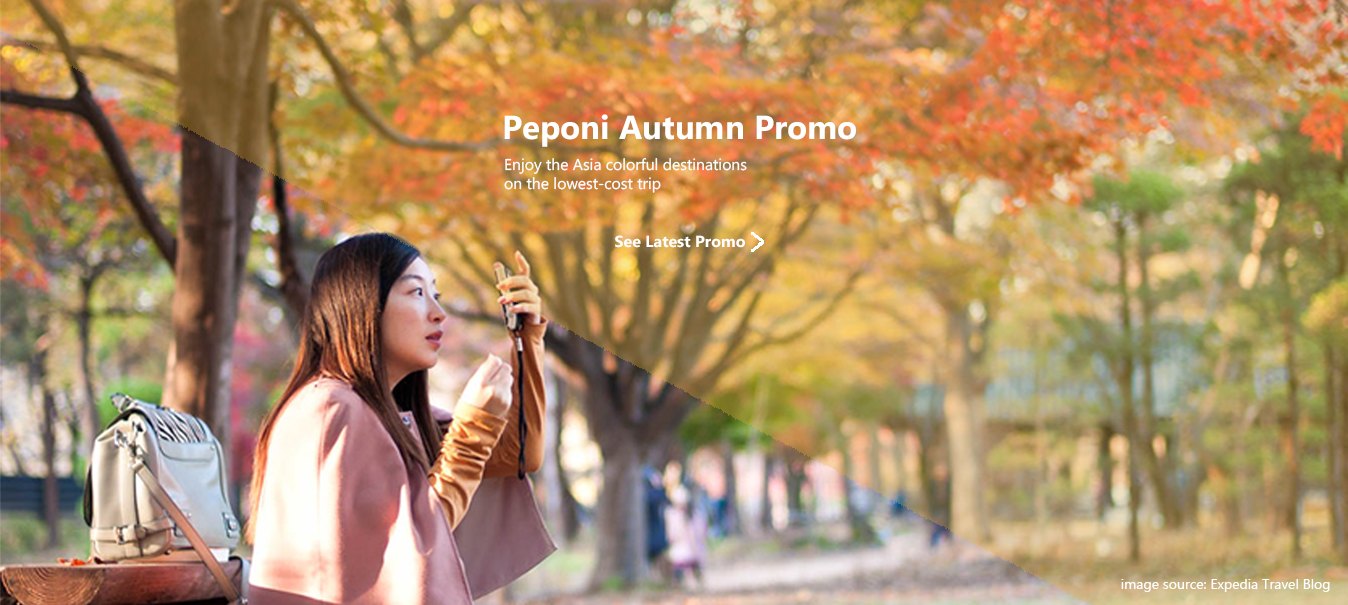 Peponi Autumn Promo
Enjoy the Asia colorful destinations
on the lowest-cost trip
See Latest Promo
image source: Expedia Travel Blog